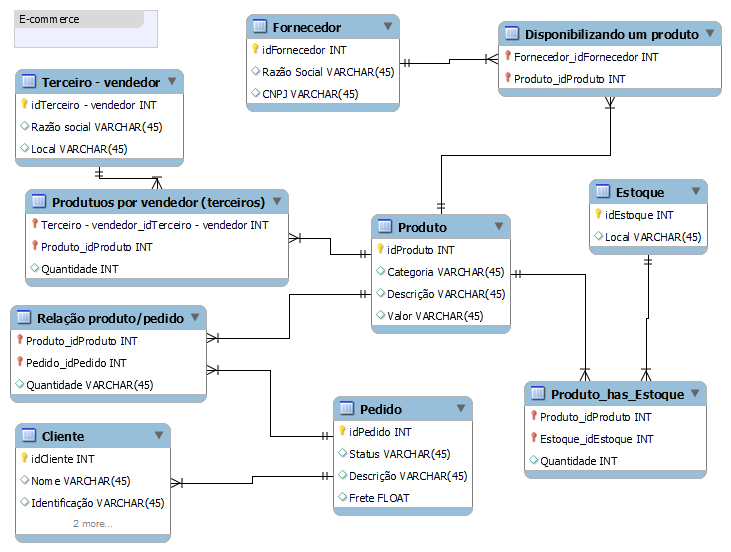 E-commerce
Fornecedor
idFornecedor INT
Razão Social VARCHAR(45)
CNPJ VARCHAR(45)
Disponibilizando um produto
Fornecedor_idFornecedor INT
Produto_idProduto INT
Terceiro - vendedor
idTerceiro - vendedor INT
Razão social VARCHAR(45)
Local VARCHAR(45)
Produtuos por vendedor (terceiros)
Terceiro - vendedor_idTerceiro - vendedor INT
Produto_idProduto INT
Quantidade INT
Produto
idProduto INT
Categoria VARCHAR(45)
Descrição VARCHAR(45)
Valor VARCHAR(45)
Estoque
idEstoque INT
Local VARCHAR(45)
Relação produto/pedido
Produto_idProduto INT
Pedido_idPedido INT
Quantidade VARCHAR(45)
Produto_has_Estoque
Produto_idProduto INT
Estoque_idEstoque INT
Quantidade INT
Pedido
idPedido INT
Status VARCHAR(45)
Descrição VARCHAR(45)
Frete FLOAT
Cliente
idCliente INT
Nome VARCHAR(45)
Identificação VARCHAR(45)
2 more...